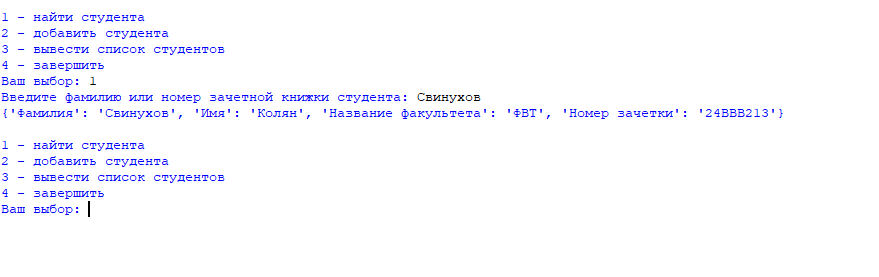 1 - найти студента
2 - добавить студента
3 - вывести список студентов
4 - завершить
Ваш выбор: 1
Введите фамилию или номер зачетной книжки студента: Свинухов
{'Фамилия': 'Свинухов', 'Имя': 'Колян', 'Название факультета': 'ФВТ', 'Номер зачетки': '24ВВВ213'}
1 - найти студента
2 - добавить студента
3 - вывести список студентов
4 - завершить
Ваш выбор: